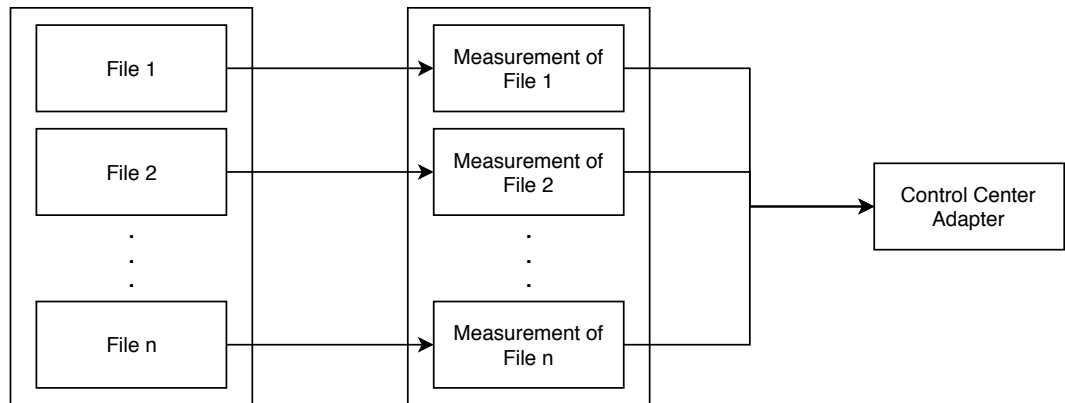 File 1
Measurement of
File 1
File 2
Measurement of
File 2
Control Center
Adapter
.
.
.
.
.
.
File n
Measurement of
File n